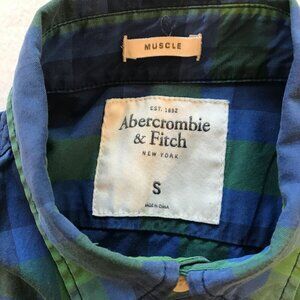 MUSCLE
EST. 1892
Abercrombie
& Fitch
NEW YORK
S
MADE IN CHINA